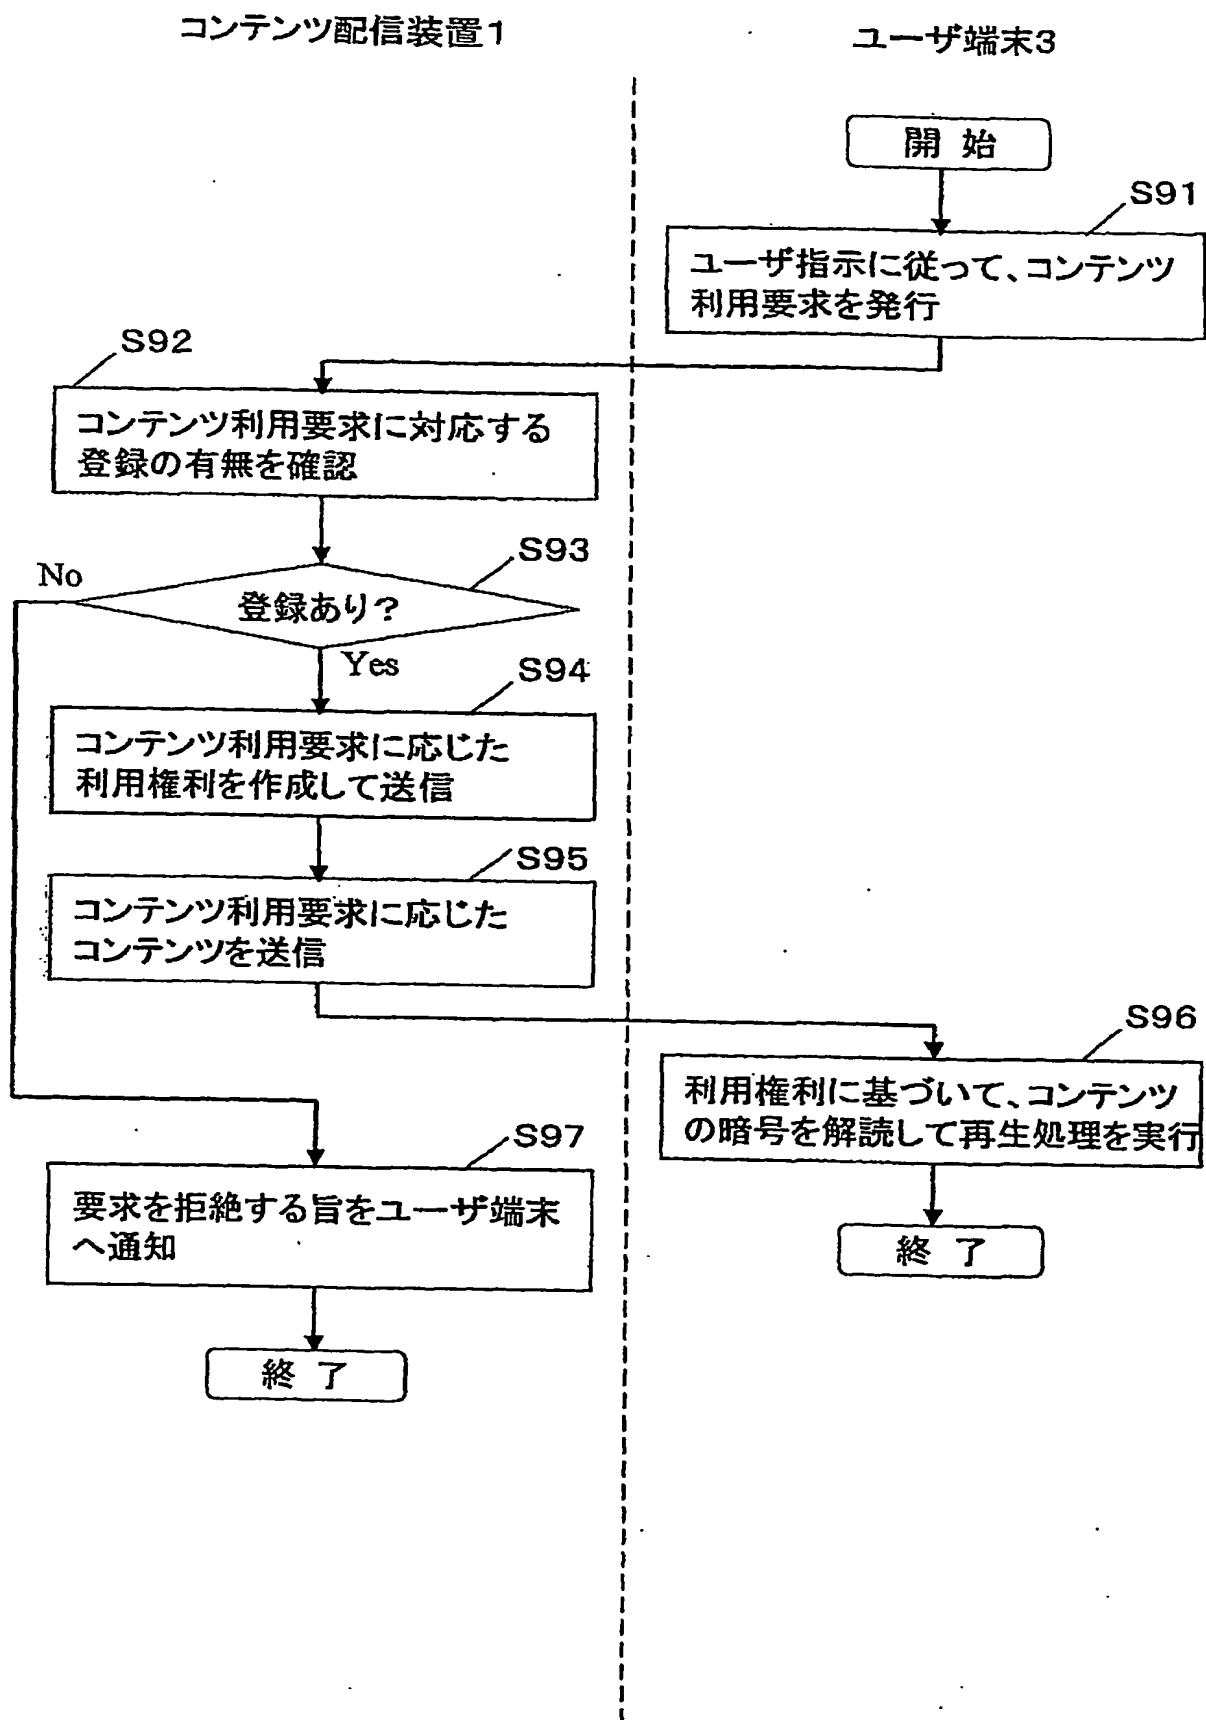 コンテンツ配信装置1
ユーザ端末3
開 始
S91
ユーザ指示に従って、コンテンツ
利用要求を発行
S92
コンテンツ利用要求に対応する
登録の有無を確認
S93
No
登録あり?
Yes
S94
コンテンツ利用要求に応じた
利用権利を作成して送信
S95
コンテンツ利用要求に応じた
コンテンツを送信
S96
利用権利に基づいて、コンテンツ
の暗号を解読して再生処理を実行
終 了
S97
要求を拒絶する旨をユーザ端末
へ通知
終 了